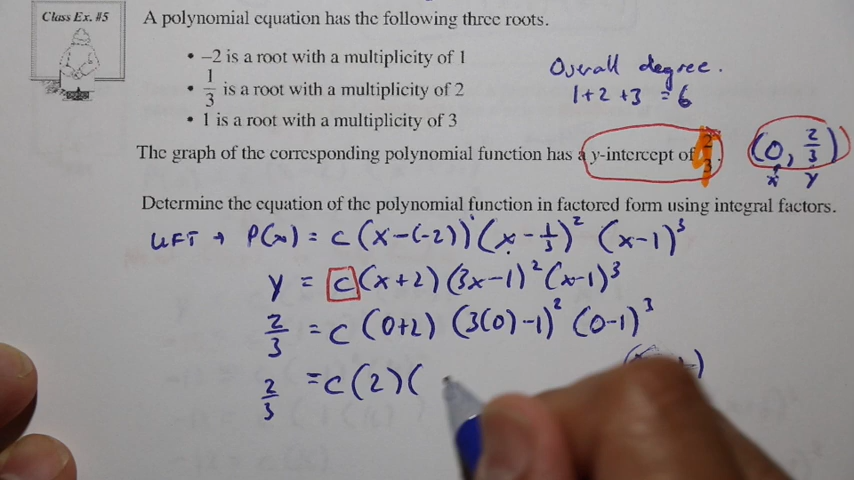 Class Ex. #5
A polynomial equation has the following three roots.
• −2 is a root with a multiplicity of 1
• 1/3 is a root with a multiplicity of 2
• 1 is a root with a multiplicity of 3
Overall degree.
1+2+3 = 6
The graph of the corresponding polynomial function has a y-intercept of 2/3.
(0, 2/3)
x y
Determine the equation of the polynomial function in factored form using integral factors.
UFT → P(x) = c(x-(-2))¹(x-1/3)² (x-1)³
y = c(x+2)(3x-1)²(x-1)³
2/3 = c(0+2)(3(0)-1)²(0-1)³
2/3 = c(2)(